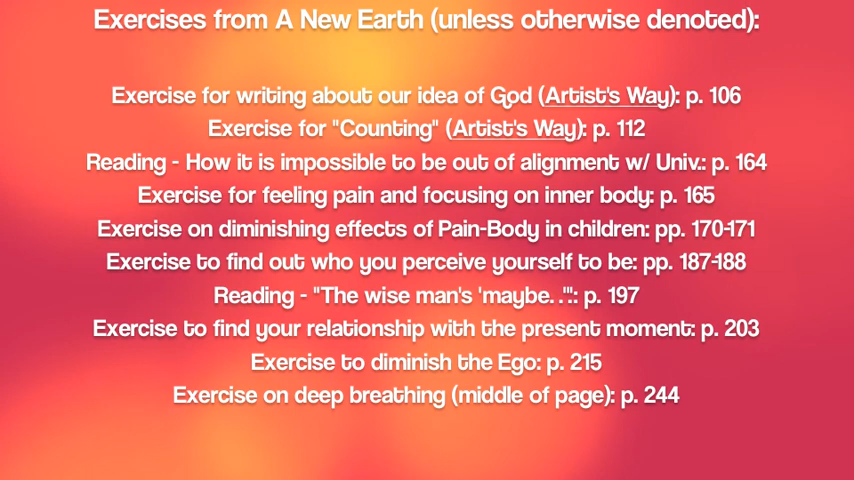 Exercises from A New Earth (unless otherwise denoted):
Exercise for writing about our idea of God (Artist's Way): p. 106
Exercise for "Counting" (Artist's Way): p. 112
Reading - How it is impossible to be out of alignment w/ Univ.: p. 164
Exercise for feeling pain and focusing on inner body: p. 165
Exercise on diminishing effects of Pain-Body in children: pp. 170-171
Exercise to find out who you perceive yourself to be: pp. 187-188
Reading - "The wise man's 'maybe. .'".: p. 197
Exercise to find your relationship with the present moment: p. 203
Exercise to diminish the Ego: p. 215
Exercise on deep breathing (middle of page): p. 244